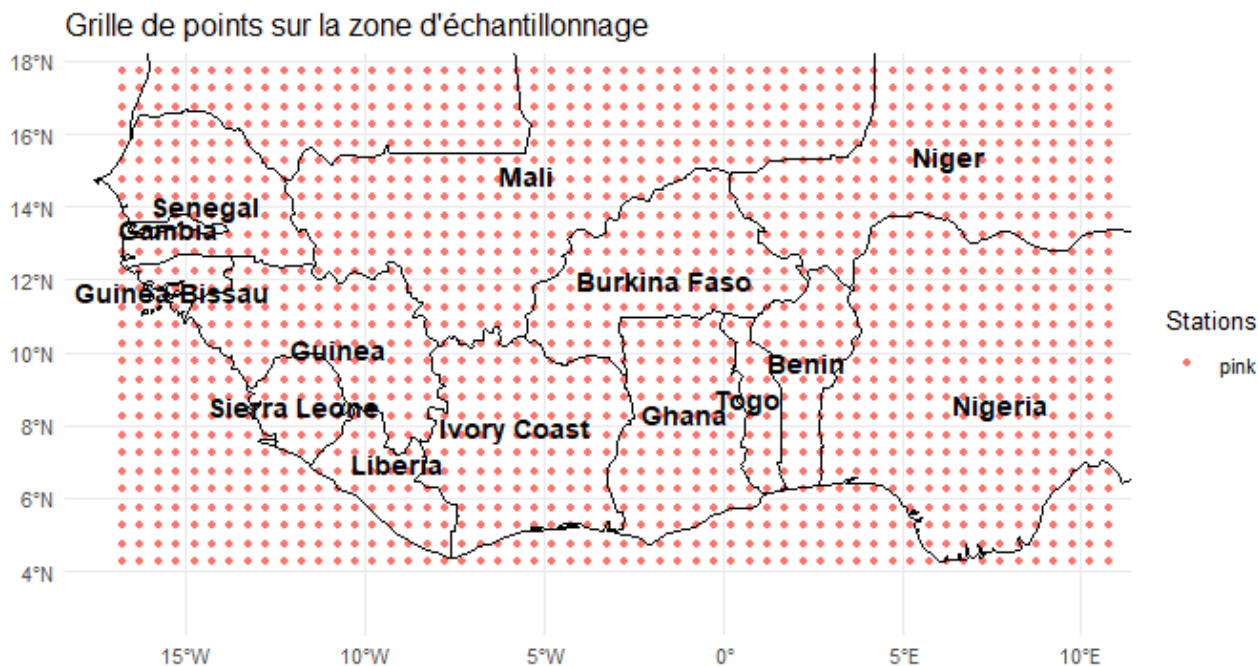 Grille de points sur la zone d'échantillonnage
18°N
16°N
14°N
12°N
10°N
8°N
6°N
4°N
Niger
Mali
Senegal
Gambia
Burkina Faso
Guinea-Bissau
Guinea
Benin
Togo
Sierra Leone
Ghana
Nigeria
Ivory Coast
Liberia
Stations
pink
15°W
10°W
5°W
0°
5°E
10°E